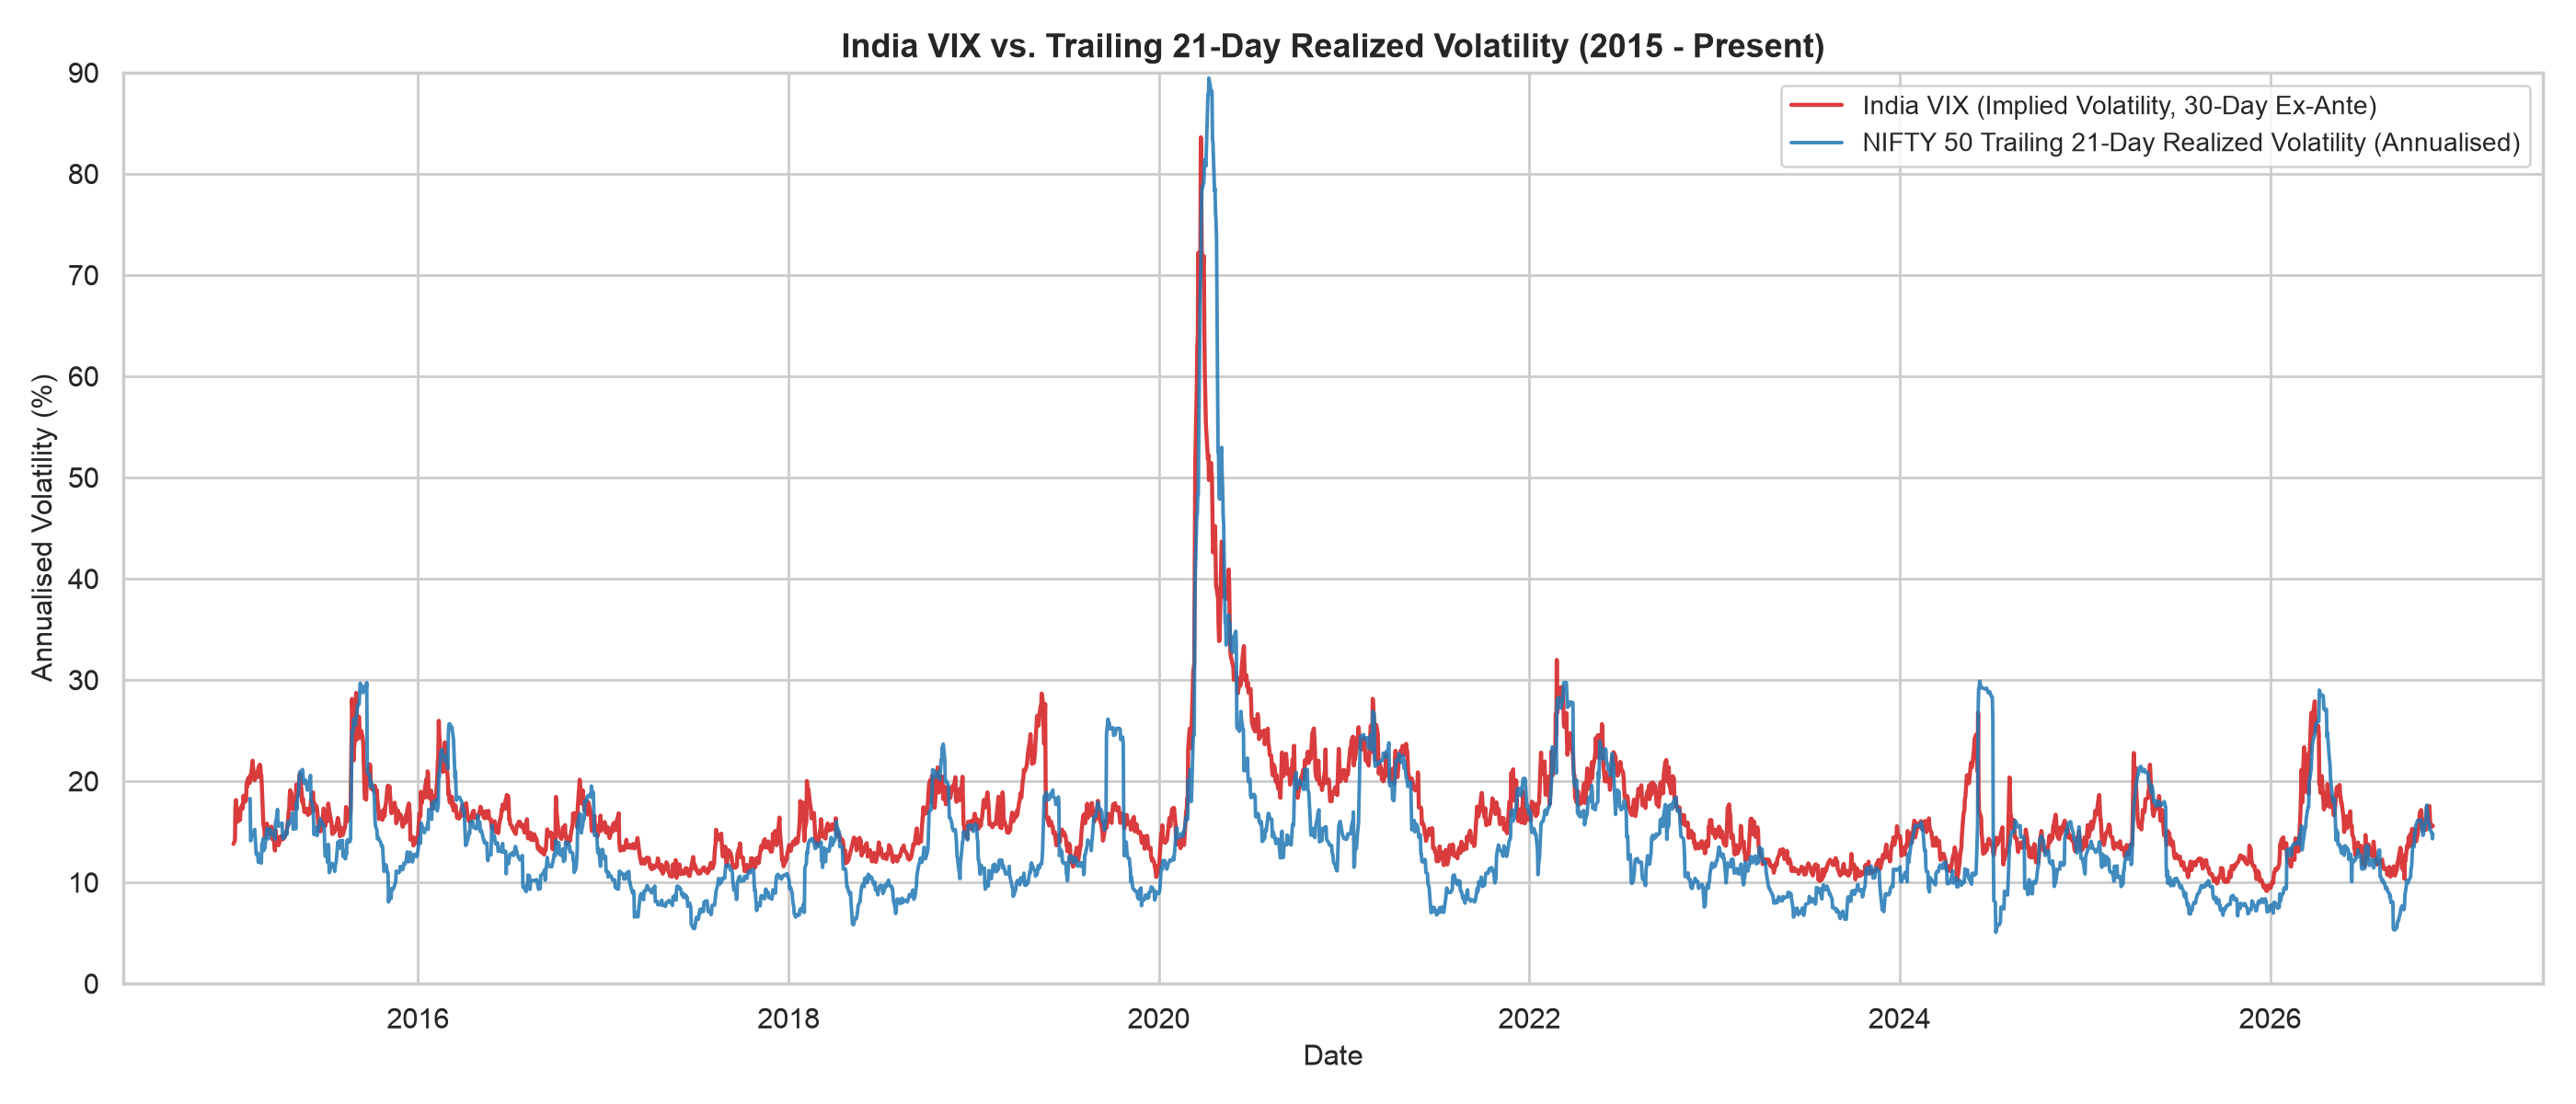 India VIX vs. Trailing 21-Day Realized Volatility (2015 - Present)
India VIX (Implied Volatility, 30-Day Ex-Ante)
NIFTY 50 Trailing 21-Day Realized Volatility (Annualised)
Annualised Volatility (%)
90
80
70
60
50
40
30
20
10
0
2016 2018 2020 2022 2024 2026
Date